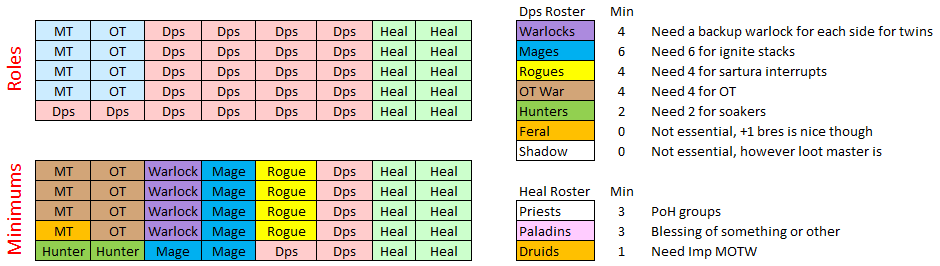 Roles
MT OT Dps Dps Dps Dps Heal Heal
MT OT Dps Dps Dps Dps Heal Heal
MT OT Dps Dps Dps Dps Heal Heal
MT OT Dps Dps Dps Dps Heal Heal
Dps Dps Dps Dps Dps Dps Heal Heal
Minimums
MT OT Warlock Mage Rogue Dps Heal Heal
MT OT Warlock Mage Rogue Dps Heal Heal
MT OT Warlock Mage Rogue Dps Heal Heal
MT OT Warlock Mage Rogue Dps Heal Heal
Hunter Hunter Mage Mage Dps Dps Heal Heal
Dps Roster Min
Warlocks 4 Need a backup warlock for each side for twins
Mages 6 Need 6 for ignite stacks
Rogues 4 Need 4 for sartura interrupts
OT War 4 Need 4 for OT
Hunters 2 Need 2 for soakers
Feral 0 Not essential, +1 bres is nice though
Shadow 0 Not essential, however loot master is
Heal Roster Min
Priests 3 PoH groups
Paladins 3 Blessing of something or other
Druids 1 Need Imp MOTW